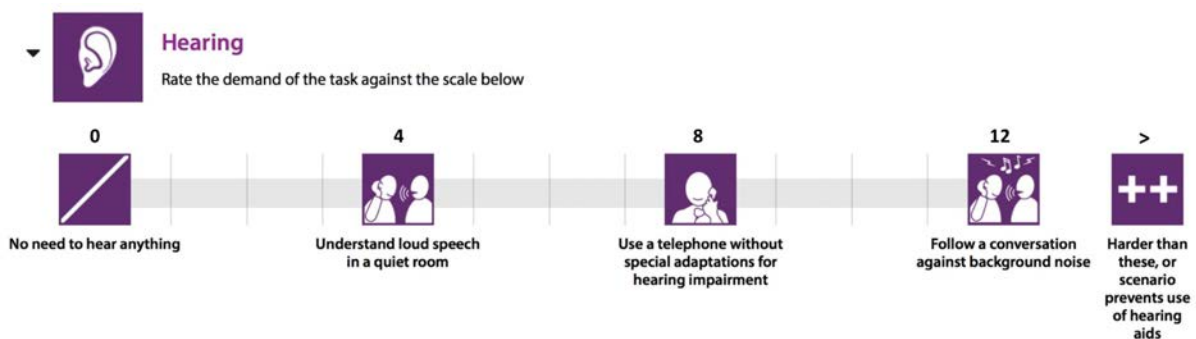 Hearing
Rate the demand of the task against the scale below
0
4
8
12
>
++
No need to hear anything
Understand loud speech
in a quiet room
Use a telephone without
special adaptations for
hearing impairment
Follow a conversation
against background noise
Harder than
these, or
scenario
prevents use
of hearing
aids